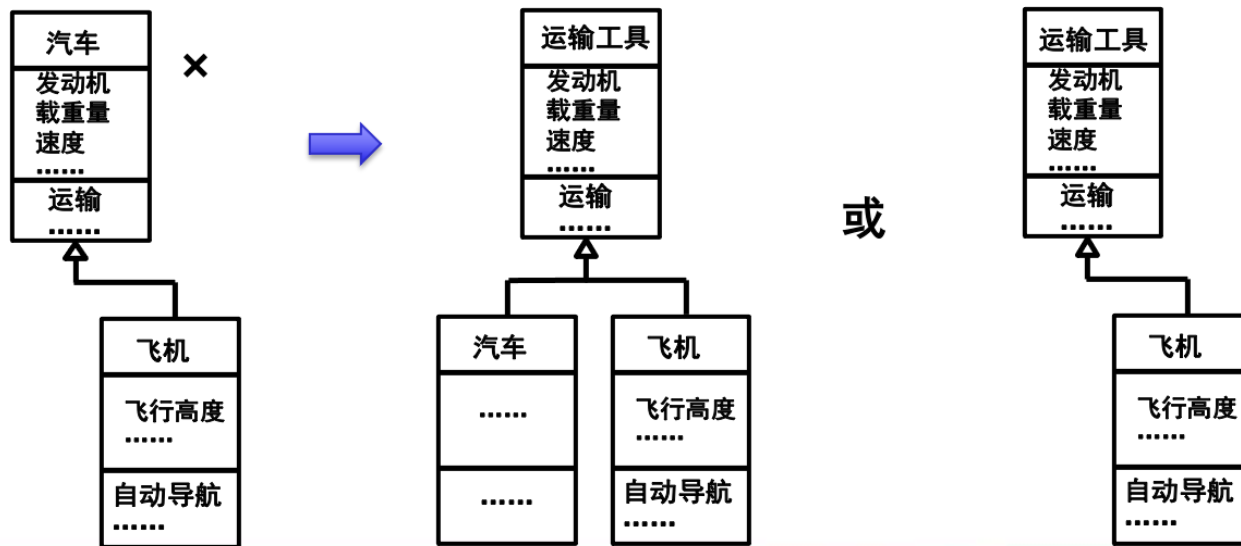 汽车
×
发动机
载重量
速度
......
运输
......
飞机
飞行高度
......
自动导航
......
运输工具
发动机
载重量
速度
......
运输
......
汽车
......
......
飞机
飞行高度
......
自动导航
......
或
运输工具
发动机
载重量
速度
......
运输
......
飞机
飞行高度
......
自动导航
......